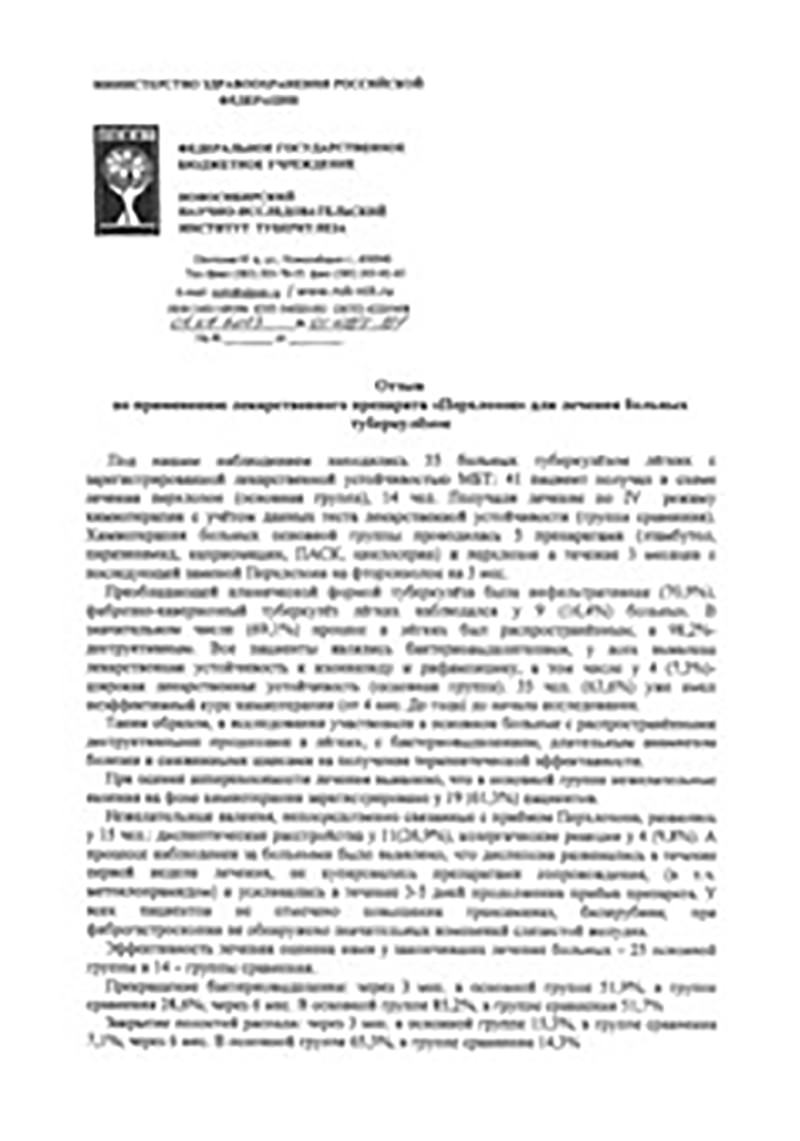 МИНИСТЕРСТВО ЗДРАВООХРАНЕНИЯ РОССИЙСКОЙ
ФЕДЕРАЦИИ
ФЕДЕРАЛЬНОЕ ГОСУДАРСТВЕННОЕ
БЮДЖЕТНОЕ УЧРЕЖДЕНИЕ
НОВОСИБИРСКИЙ
НАУЧНО-ИССЛЕДОВАТЕЛЬСКИЙ
ИНСТИТУТ ТУБЕРКУЛЕЗА
Отзыв
по применению лекарственного препарата «Перхлозон» для лечения больных
туберкулёзом
Под нашим наблюдением находились 55 больных туберкулёзом лёгких с
зарегистрированной лекарственной устойчивостью МБТ: 41 пациент получал в схеме
лечения перхлозон (основная группа), 14 чел. Получали лечение по IV режиму
химиотерапии с учётом данных теста лекарственной устойчивости (группа сравнения).
Химиотерапия больных основной группы проводилась 5 препаратами (этамбутол,
пиразинамид, капреомицин, ПАСК, циклосерин) и перхлозон в течение 3 месяцев с
последующей заменой Перхлозона на фторхинолон на 3 мес.
Преобладающей клинической формой туберкулёза была инфильтративная (70,9%),
фиброзно-кавернозный туберкулёз лёгких наблюдался у 9 (16,4%) больных. В
значительном числе (69,1%) процесс в лёгких был распространённым, в 98,2%-
деструктивным. Все пациенты являлись бактериовыделителями, у всех выявлена
лекарственная устойчивость к изониазиду и рифампицину, в том числе у 4 (7,3%)-
широкая лекарственная устойчивость (основная группа). 35 чел. (63,6%) уже имел
неэффективный курс химиотерапии (от 4 мес. До года) до начала исследования.
Таким образом, в исследовании участвовали в основном больные с распространёнными
деструктивными процессами в лёгких, с бактериовыделением, длительным анамнезом
болезни и сниженными шансами на получение терапевтической эффективности.
При оценке переносимости лечения выявлено, что в основной группе нежелательные
явления на фоне химиотерапии зарегистрировано у 19 пациентов.
Нежелательные явления, непосредственно связанные с приёмом Перхлозона, развились
у 15 чел.: диспептические расстройства у 11(26,9%), аллергические реакции у 4 (9,8%). А
процессе наблюдения за больными было выявлено, что диспепсия развивалась в течение
первой недели лечения, не купировалась препаратами сопровождения, (в т.ч.
метоклопрамидом) и усиливались в течение 3-5 дней продолжения приёма препарата. У
всех пациентов не отмечено повышения трансаминаз, билирубина, при
фиброгастроскопии не обнаружено значительных изменений слизистой желудка.
Эффективность лечения оценена нами у закончивших лечение больных – 25 основной
группы и 14 – группы сравнения.
Прекращение бактериовыделения: через 3 мес. в основной группе 51,9%, в группе
сравнения 28,6%, через 6 мес. В основной группе 85,2%, в группе сравнения 51,7%
Закрытие полостей распада: через 3 мес. в основной группе 15,3%, в группе сравнения
7,1%, через 6 мес. В основной группе 65,3%, в группе сравнения 14,3%